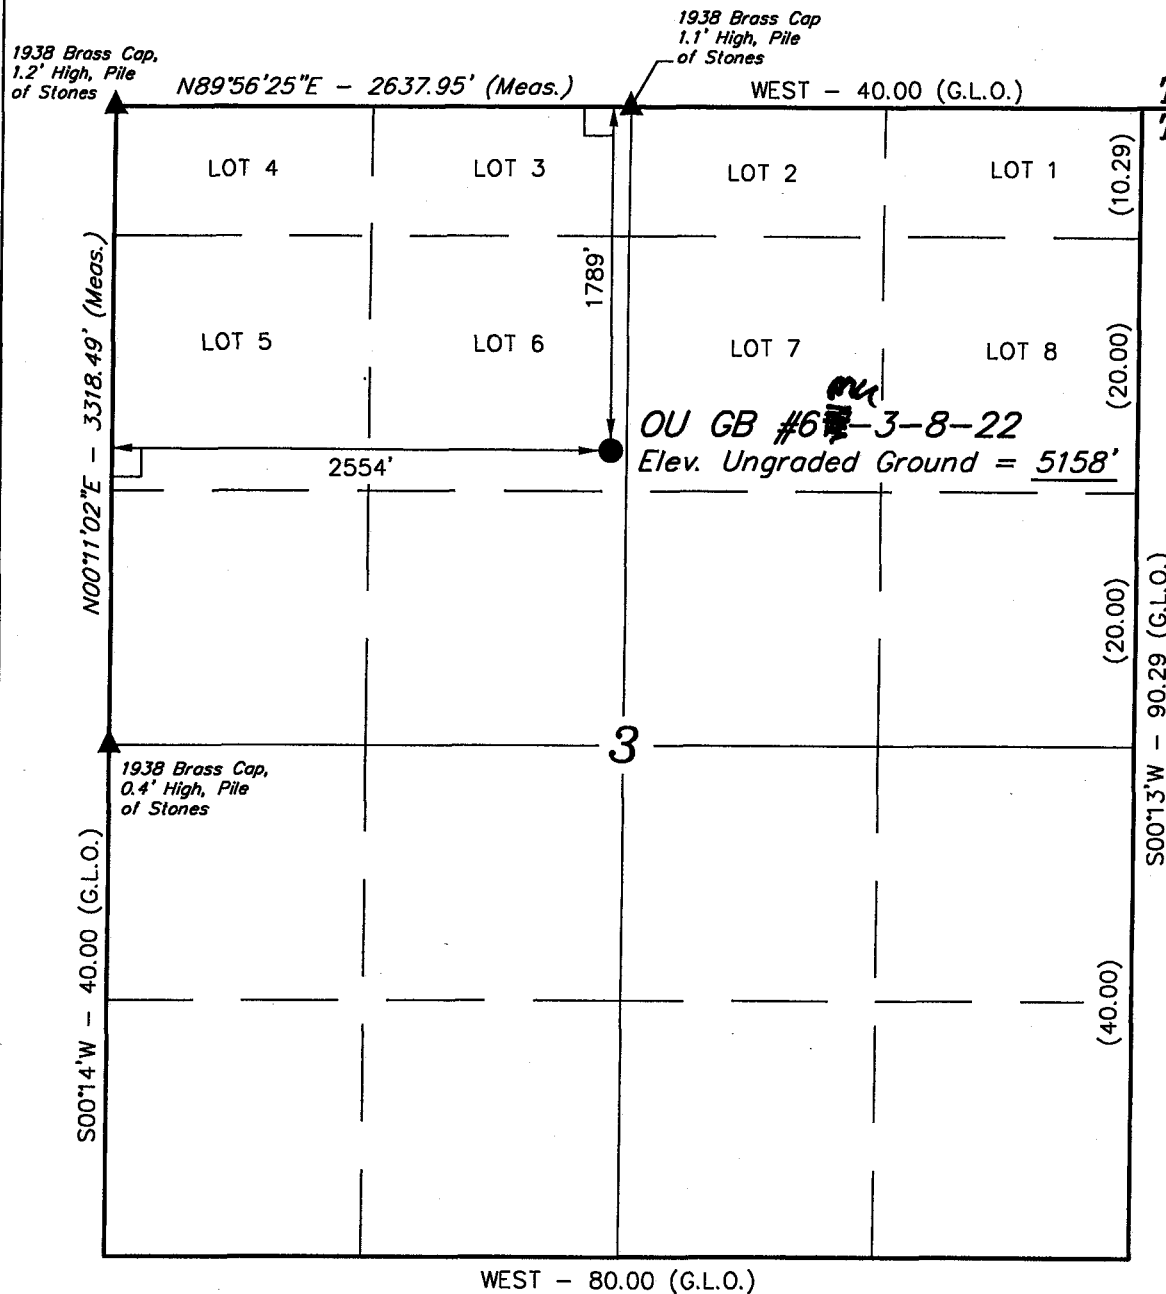 1938 Brass Cap
1.1' High, Pile
of Stones
1938 Brass Cap,
1.2' High, Pile
of Stones
N89°56'25"E - 2637.95' (Meas.)
WEST - 40.00 (G.L.O.)
LOT 4
LOT 3
LOT 2
LOT 1
(10.29)
N00°11'02"E - 3318.49' (Meas.)
1789'
LOT 5
LOT 6
LOT 7
LOT 8
(20.00)
OU GB #6-3-8-22
Elev. Ungraded Ground = 5158'
2554'
(20.00)
S00°13'W - 90.29 (G.L.O.)
3
1938 Brass Cap,
0.4' High, Pile
of Stones
S00°14'W - 40.00 (G.L.O.)
(40.00)
WEST - 80.00 (G.L.O.)